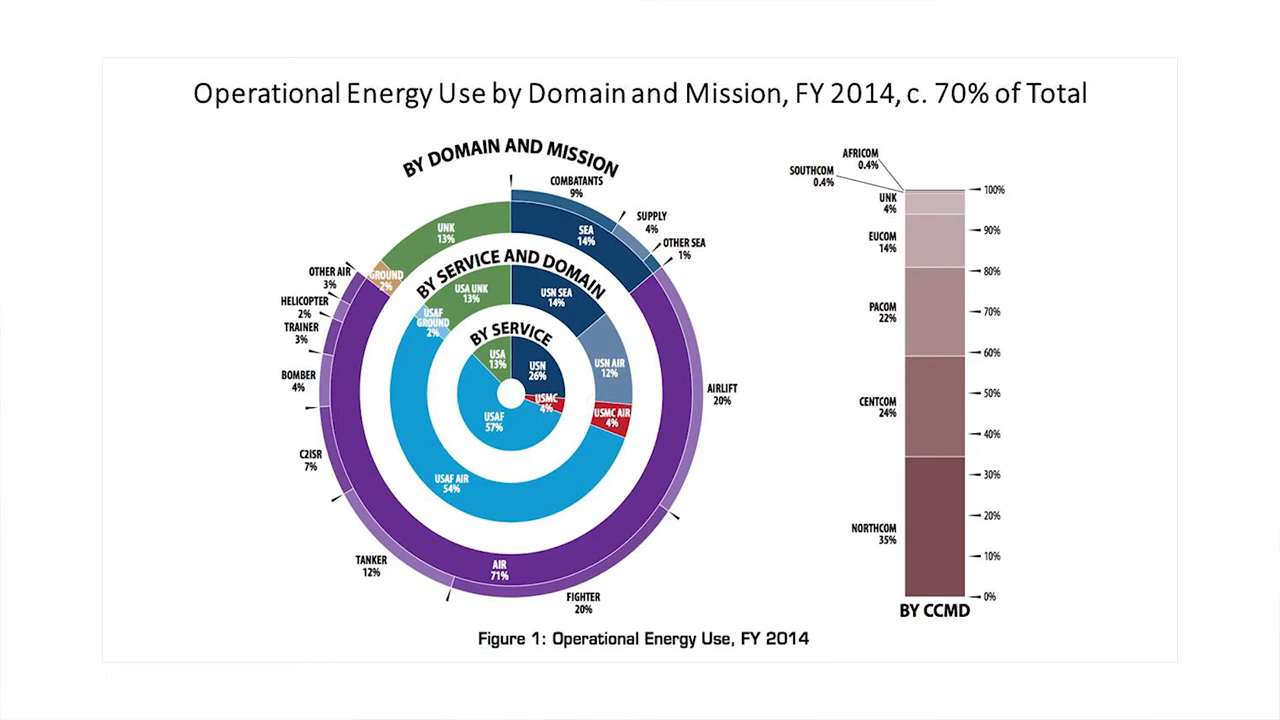 Operational Energy Use by Domain and Mission, FY 2014, c. 70% of Total
BY DOMAIN AND MISSION
COMBATANTS
9%
SEA
14%
SUPPLY
4%
OTHER SEA
1%
UNK
13%
GROUND
2%
OTHER AIR
3%
HELICOPTER
2%
TRAINER
3%
BOMBER
4%
C2ISR
7%
TANKER
12%
FIGHTER
20%
AIRLIFT
20%
AIR
71%
BY SERVICE AND DOMAIN
USA UNK
13%
USN SEA
14%
USAF
GROUND
2%
USN AIR
12%
USMC AIR
4%
USAF AIR
54%
BY SERVICE
USA
13%
USN
26%
USMC
4%
USAF
57%
AFRICOM
0.4%
SOUTHCOM
0.4%
UNK
4%
EUCOM
14%
PACOM
22%
CENTCOM
24%
NORTHCOM
35%
100%
90%
80%
70%
60%
50%
40%
30%
20%
10%
0%
BY CCMD
Figure 1: Operational Energy Use, FY 2014